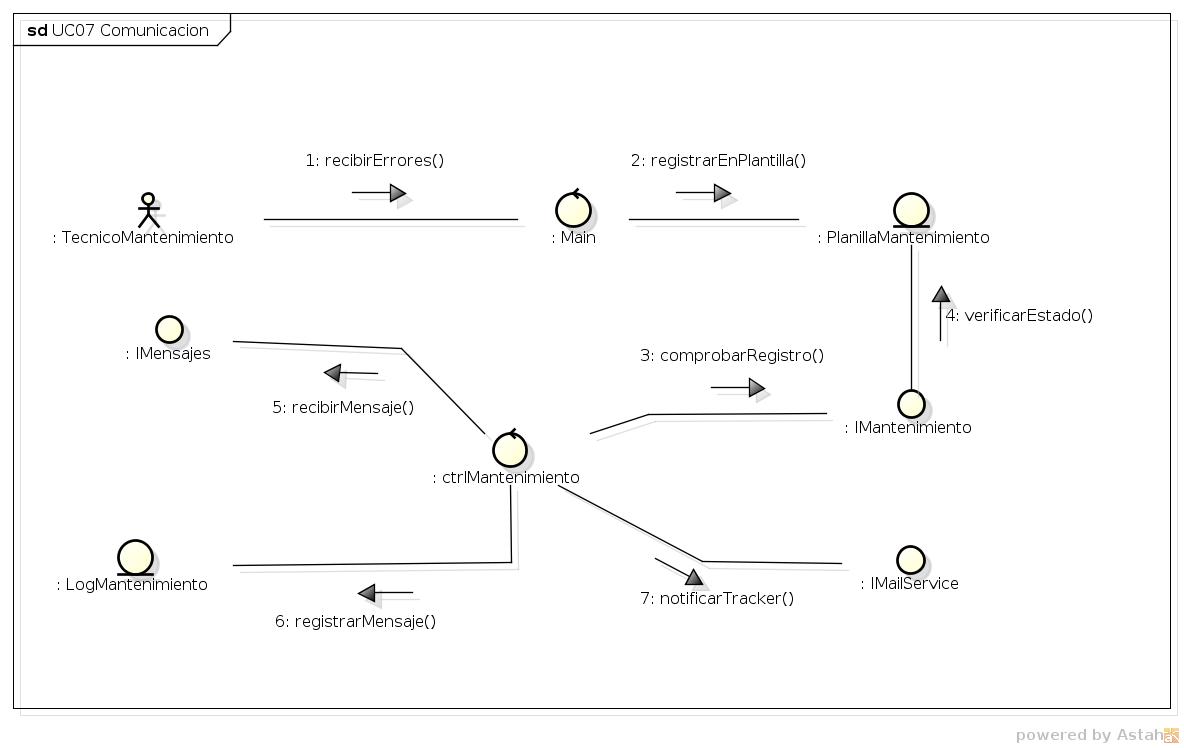 sd UC07 Comunicacion
1: recibirErrores()
2: registrarEnPlantilla()
: TecnicoMantenimiento
: Main
: PlanillaMantenimiento
4: verificarEstado()
: IMensajes
3: comprobarRegistro()
5: recibirMensaje()
: IMantenimiento
: ctrlMantenimiento
: LogMantenimiento
: IMailService
7: notificarTracker()
6: registrarMensaje()
powered by Astah